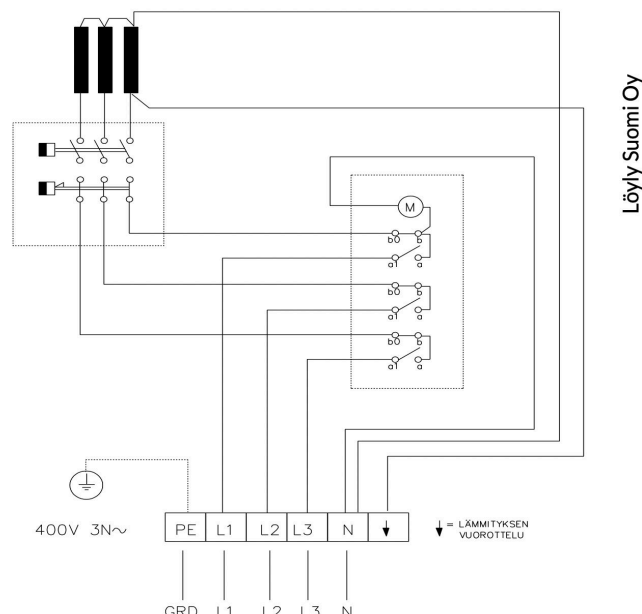 Löyly Suomi Oy
M
b0 b
a1 a
b0 b
a1 a
b0 b
a1 a
400V 3N~
PE L1 L2 L3 N ↓
↓ = LÄMMITYKSEN
VUOROTTELU
GRD L1 L2 L3 N